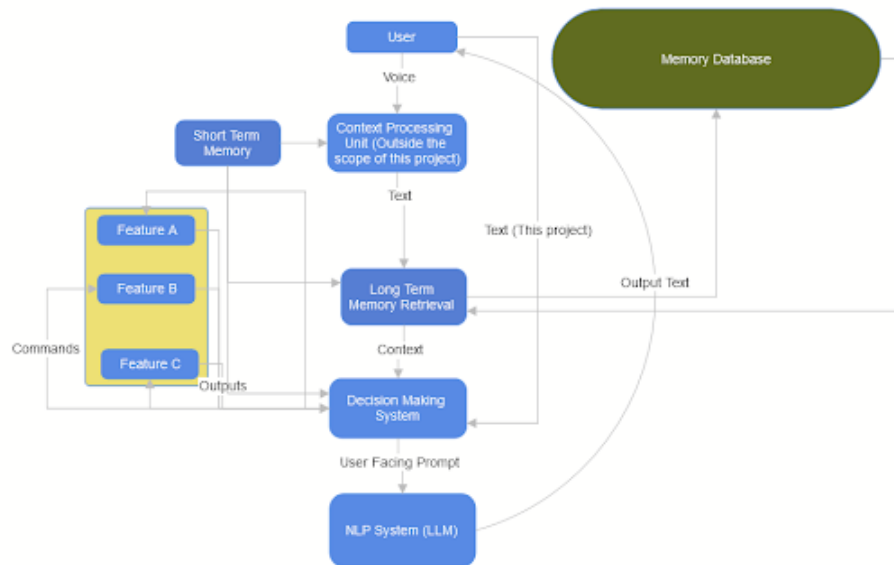 User
Memory Database
Voice
Short Term
Memory
Context Processing
Unit (Outside the
scope of this project)
Text
Feature A
Text (This project)
Feature B
Long Term
Memory Retrieval
Output Text
Commands
Context
Feature C
Outputs
Decision Making
System
User Facing Prompt
NLP System (LLM)